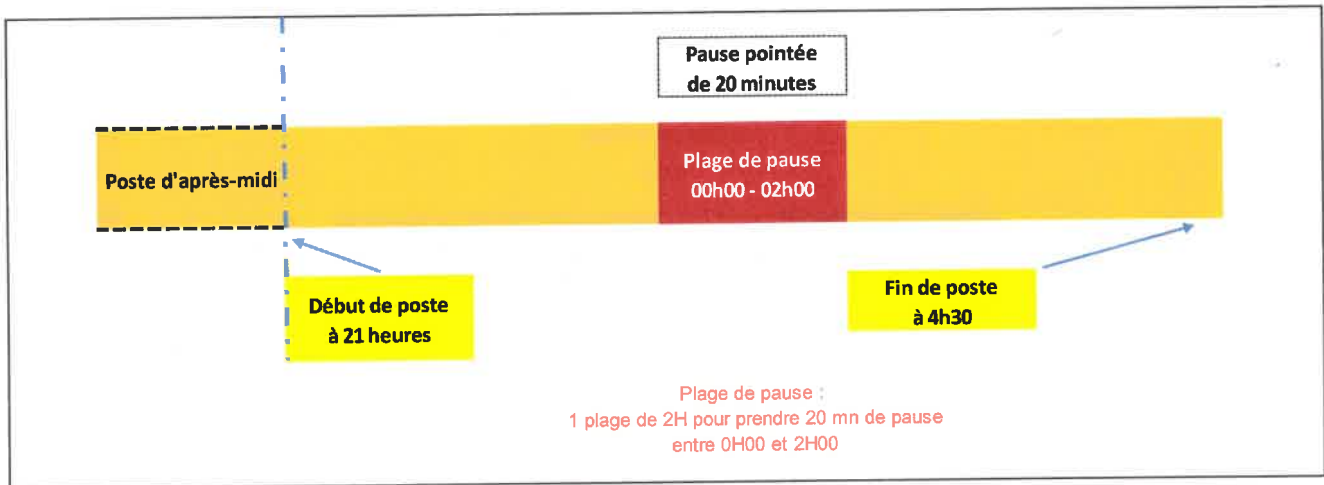 Pause pointée
de 20 minutes
Poste d'après-midi
Plage de pause
00h00 - 02h00
Début de poste
à 21 heures
Fin de poste
à 4h30
Plage de pause :
1 plage de 2H pour prendre 20 mn de pause
entre 0H00 et 2H00